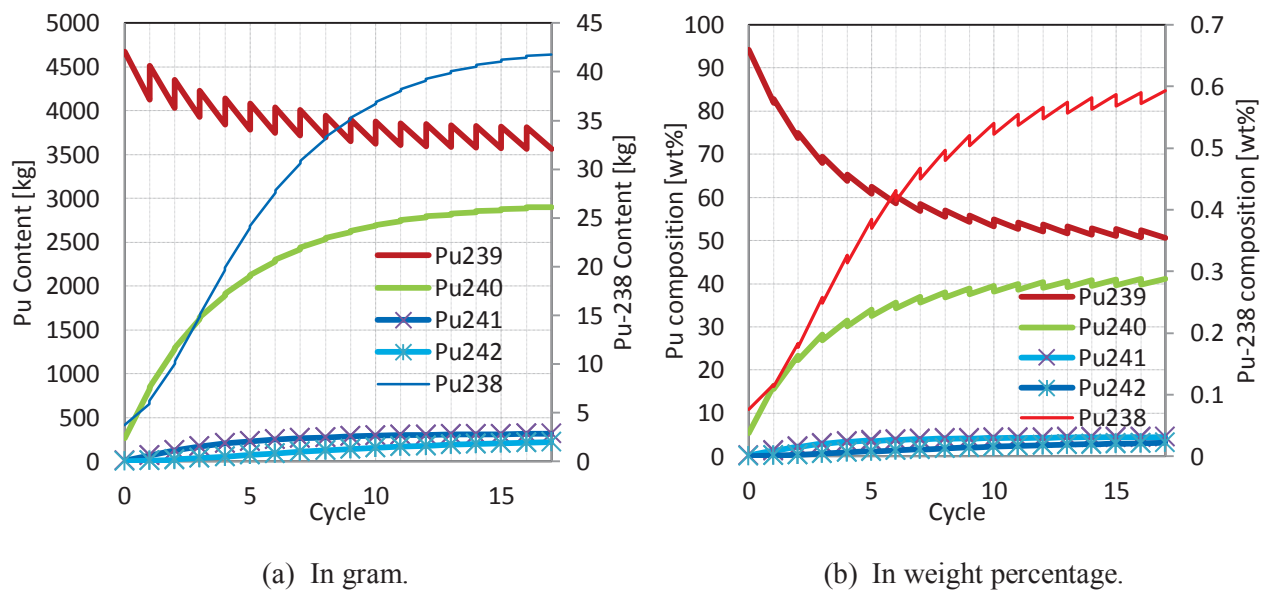 5000
4500
4000
3500
3000
2500
2000
1500
1000
500
0
Pu Content [kg]
45
40
35
30
25
20
15
10
5
0
Pu-238 Content [kg]
Pu239
Pu240
Pu241
Pu242
Pu238
0 5 10 15
Cycle
(a) In gram.
100
90
80
70
60
50
40
30
20
10
0
Pu composition [wt%]
0.7
0.6
0.5
0.4
0.3
0.2
0.1
0
Pu-238 composition [wt%]
Pu239
Pu240
Pu241
Pu242
Pu238
0 5 10 15
Cycle
(b) In weight percentage.